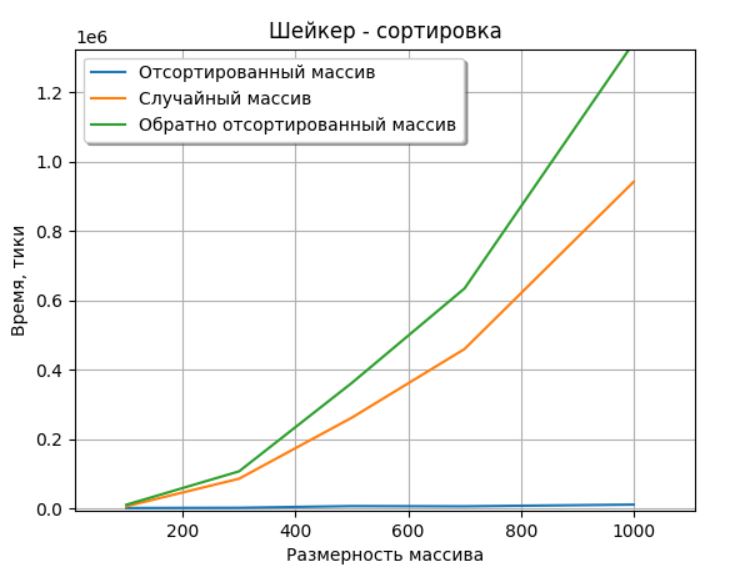 Шейкер - сортировка
1e6
Отсортированный массив
Случайный массив
Обратно отсортированный массив
1.2
1.0
0.8
0.6
0.4
0.2
0.0
Время, тики
200 400 600 800 1000
Размерность массива